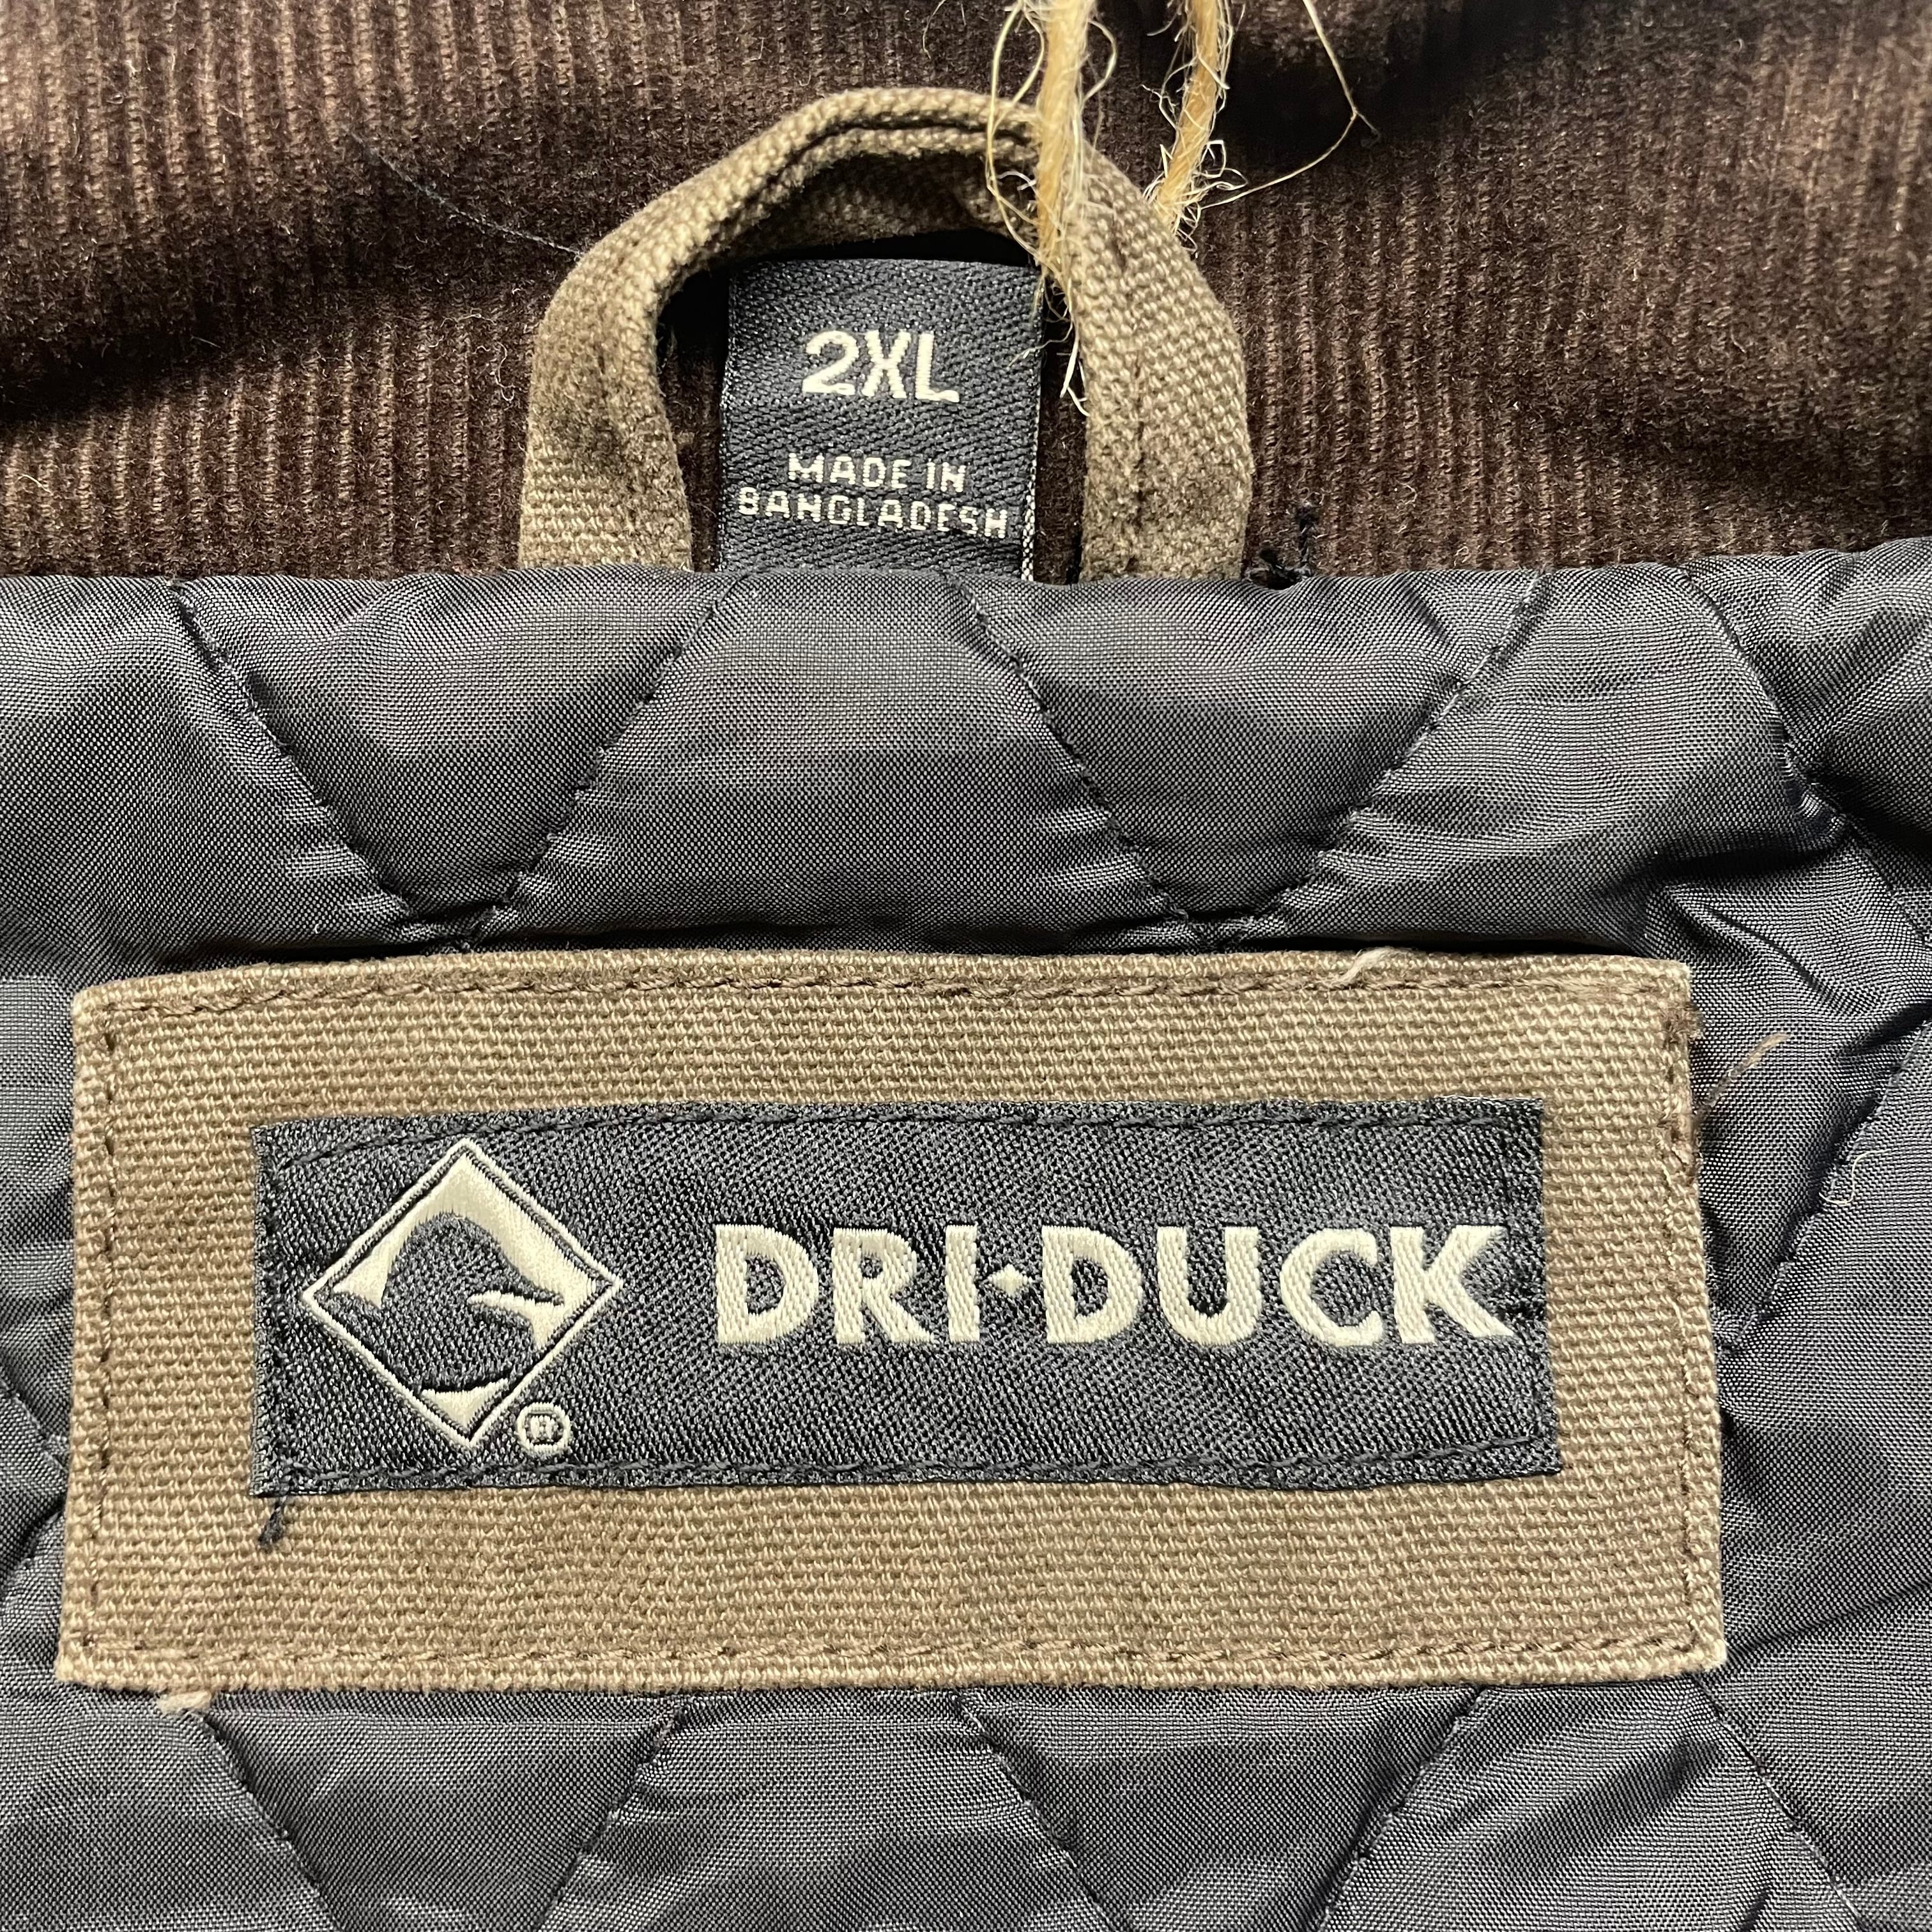 2XL
MADE IN
BANGLADESH
DRI DUCK
®